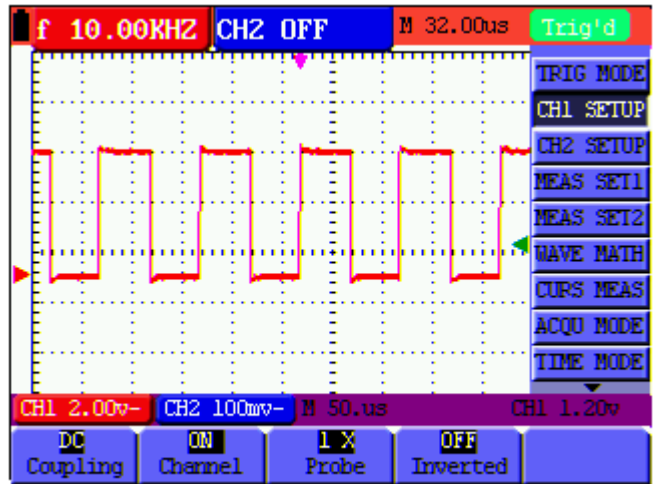 f 10.00KHZ CH2 OFF M 32.00us Trig'd
TRIG MODE
CH1 SETUP
CH2 SETUP
MEAS SET1
MEAS SET2
WAVE MATH
CURS MEAS
ACQU MODE
TIME MODE
CH1 2.00v- CH2 100mv- M 50.us CH1 1.20v
DC ON 1 X OFF
Coupling Channel Probe Inverted